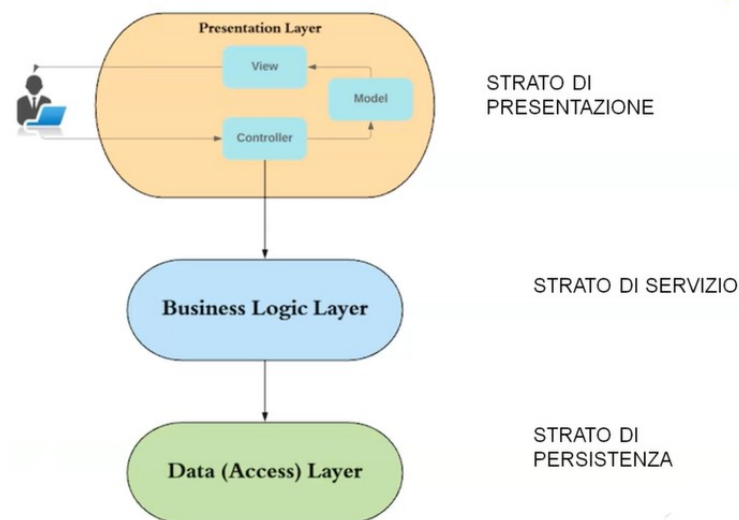 Presentation Layer
View
Model
Controller
STRATO DI
PRESENTAZIONE
Business Logic Layer
STRATO DI SERVIZIO
Data (Access) Layer
STRATO DI
PERSISTENZA